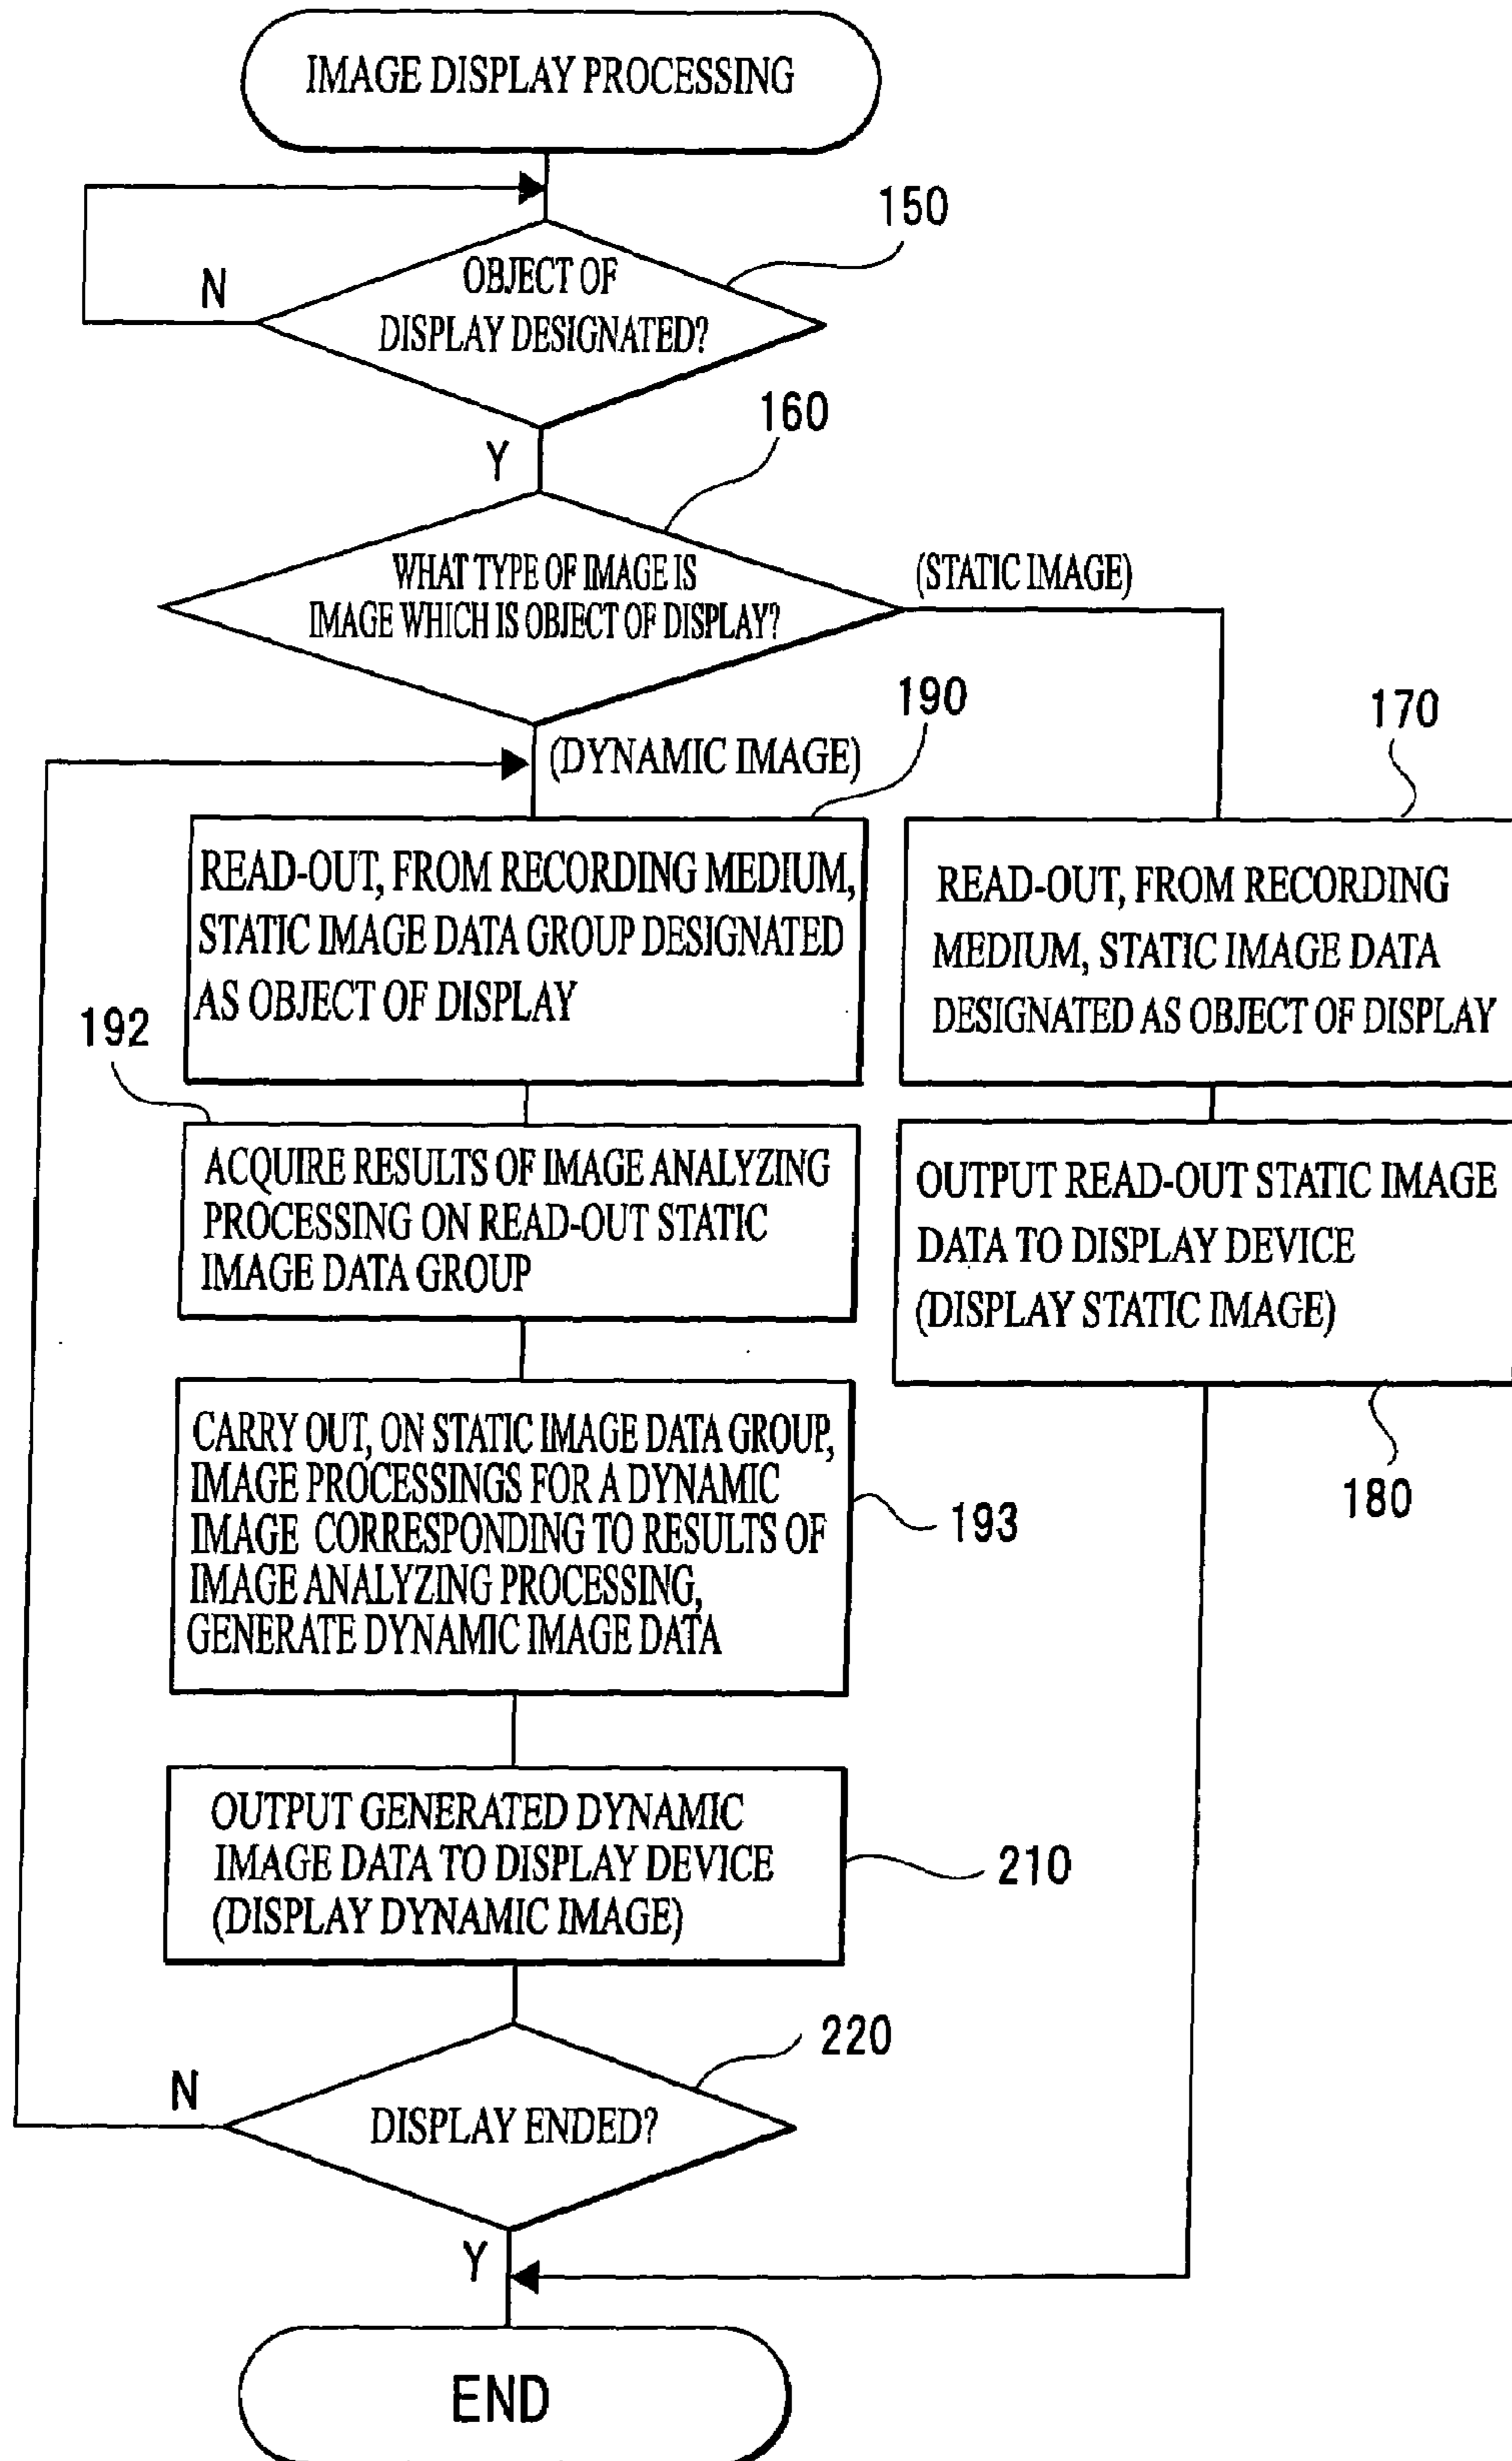 IMAGE DISPLAY PROCESSING
150
OBJECT OF
DISPLAY DESIGNATED?
N
Y
160
WHAT TYPE OF IMAGE IS
IMAGE WHICH IS OBJECT OF DISPLAY?
(STATIC IMAGE)
(DYNAMIC IMAGE)
190
READ-OUT, FROM RECORDING MEDIUM,
STATIC IMAGE DATA GROUP DESIGNATED
AS OBJECT OF DISPLAY
170
READ-OUT, FROM RECORDING
MEDIUM, STATIC IMAGE DATA
DESIGNATED AS OBJECT OF DISPLAY
192
ACQUIRE RESULTS OF IMAGE ANALYZING
PROCESSING ON READ-OUT STATIC
IMAGE DATA GROUP
OUTPUT READ-OUT STATIC IMAGE
DATA TO DISPLAY DEVICE
(DISPLAY STATIC IMAGE)
180
CARRY OUT, ON STATIC IMAGE DATA GROUP,
IMAGE PROCESSINGS FOR A DYNAMIC
IMAGE CORRESPONDING TO RESULTS OF
IMAGE ANALYZING PROCESSING,
GENERATE DYNAMIC IMAGE DATA
193
OUTPUT GENERATED DYNAMIC
IMAGE DATA TO DISPLAY DEVICE
(DISPLAY DYNAMIC IMAGE)
210
220
N
DISPLAY ENDED?
Y
END